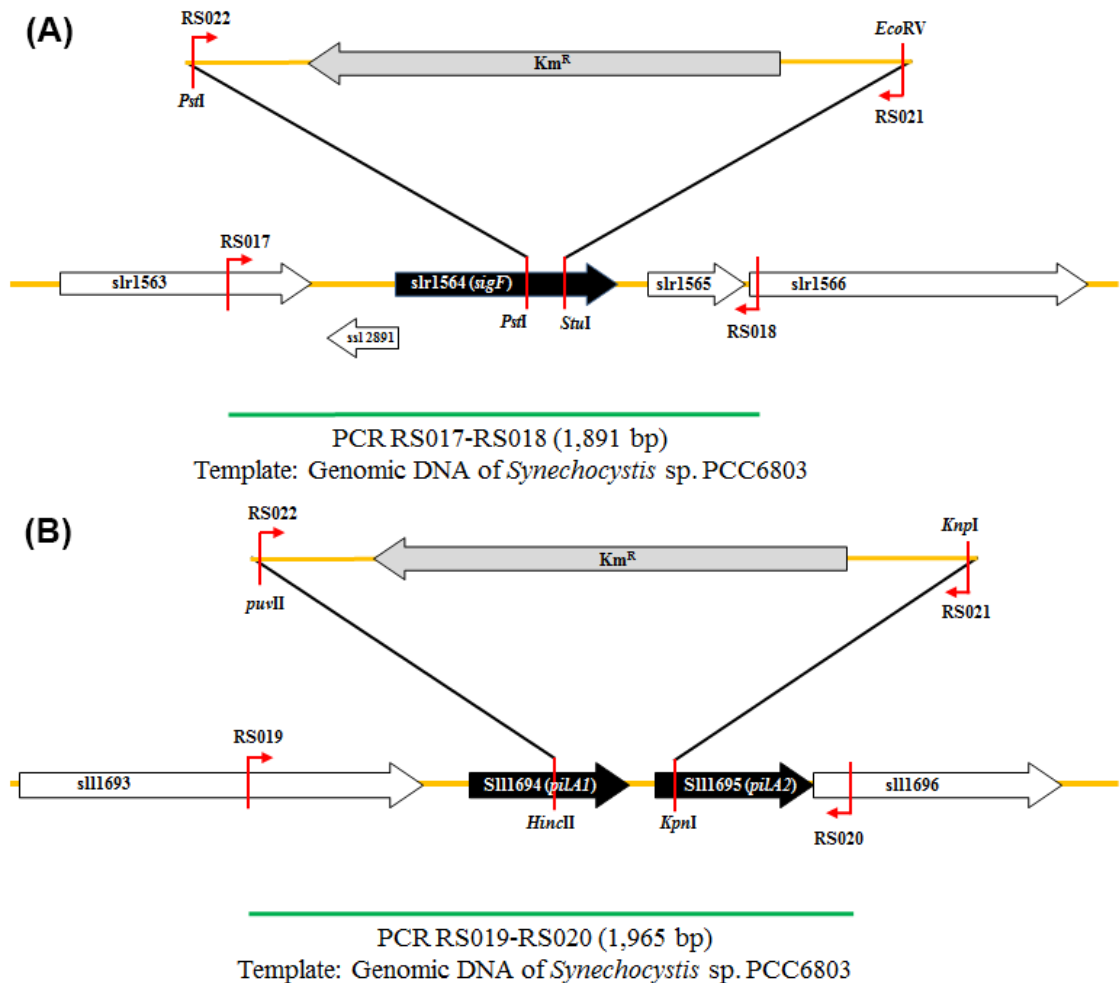 (A)
RS022
EcoRV
Km^R
PstI
RS021
RS017
slr1563
slr1564 (sigF)
slr1565
slr1566
PstI
StuI
RS018
ssl2891
PCR RS017-RS018 (1,891 bp)
Template: Genomic DNA of Synechocystis sp. PCC6803
(B)
RS022
KnpI
Km^R
puvII
RS021
RS019
sll1693
Sll1694 (pilA1)
Sll1695 (pilA2)
sll1696
HincII
KpnI
RS020
PCR RS019-RS020 (1,965 bp)
Template: Genomic DNA of Synechocystis sp. PCC6803